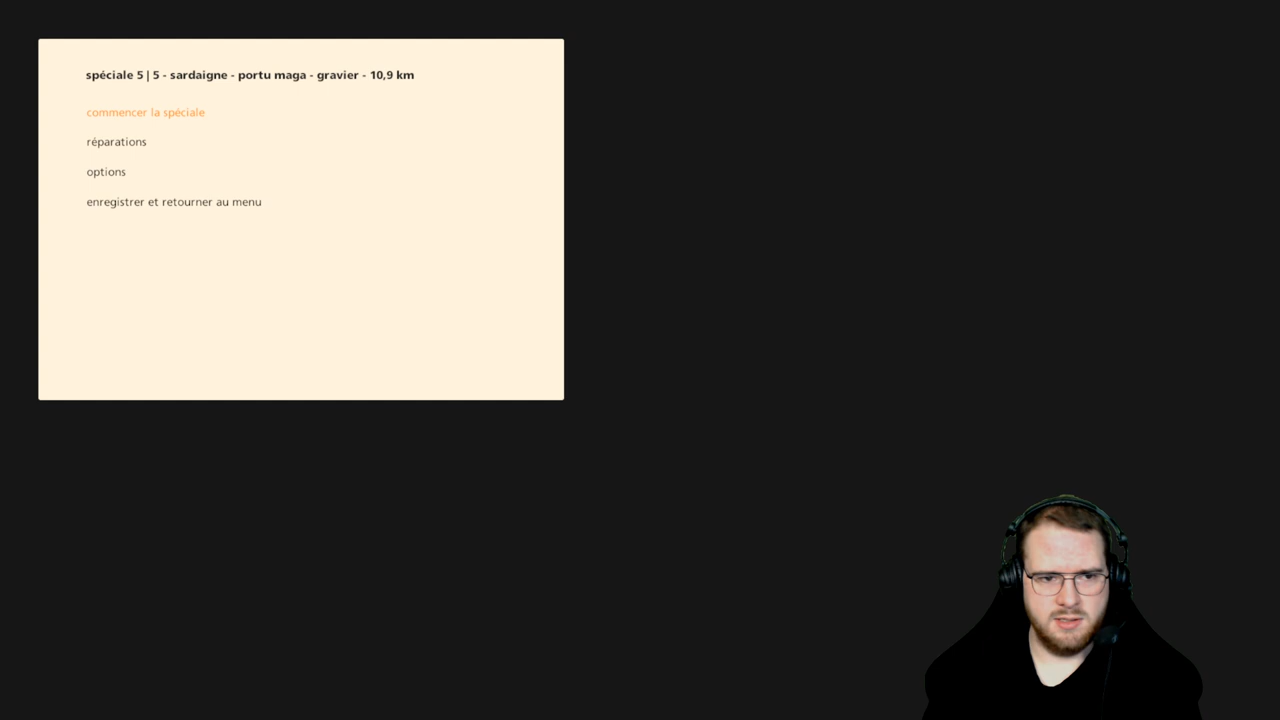 spéciale 5 | 5 - sardaigne - portu maga - gravier - 10,9 km
commencer la spéciale
réparations
options
enregistrer et retourner au menu